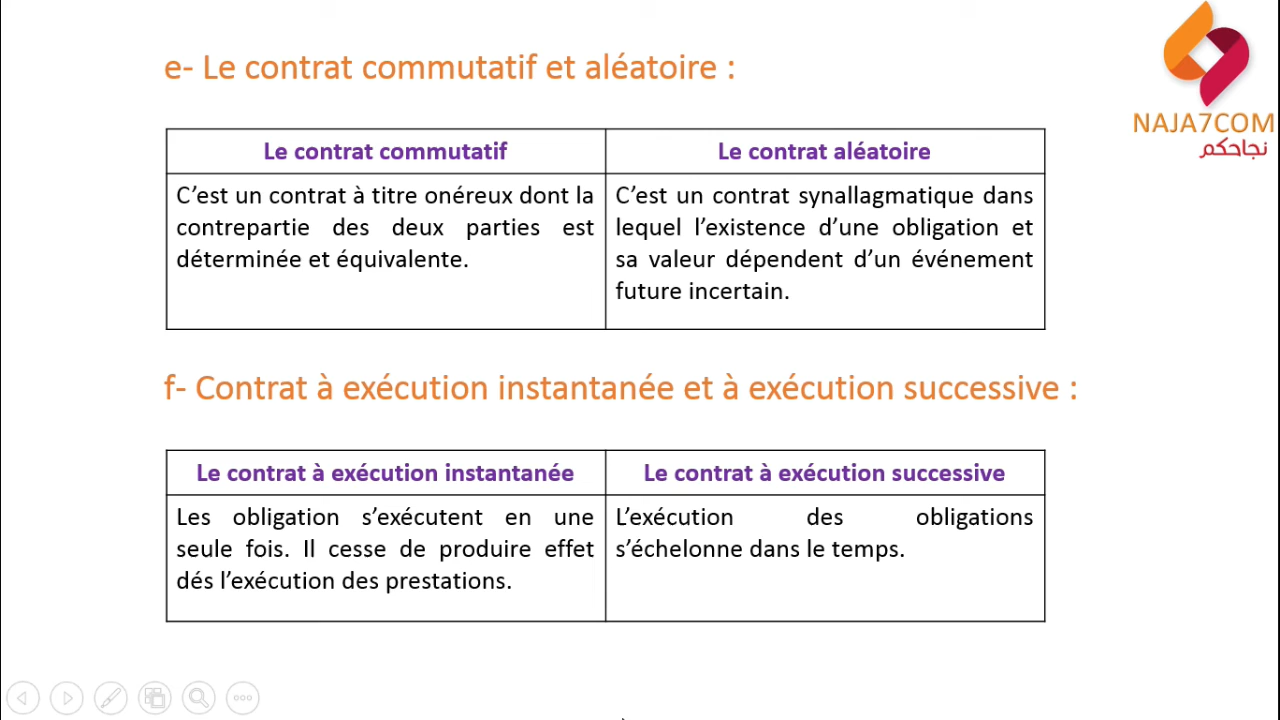 e- Le contrat commutatif et aléatoire :
NAJA7COM
نجاحكم
Le contrat commutatif
Le contrat aléatoire
C’est un contrat à titre onéreux dont la
contrepartie des deux parties est
déterminée et équivalente.
C’est un contrat synallagmatique dans
lequel l’existence d’une obligation et
sa valeur dépendent d’un événement
future incertain.
f- Contrat à exécution instantanée et à exécution successive :
Le contrat à exécution instantanée
Le contrat à exécution successive
Les obligation s’exécutent en une
seule fois. Il cesse de produire effet
dés l’exécution des prestations.
L’exécution des obligations
s’échelonne dans le temps.